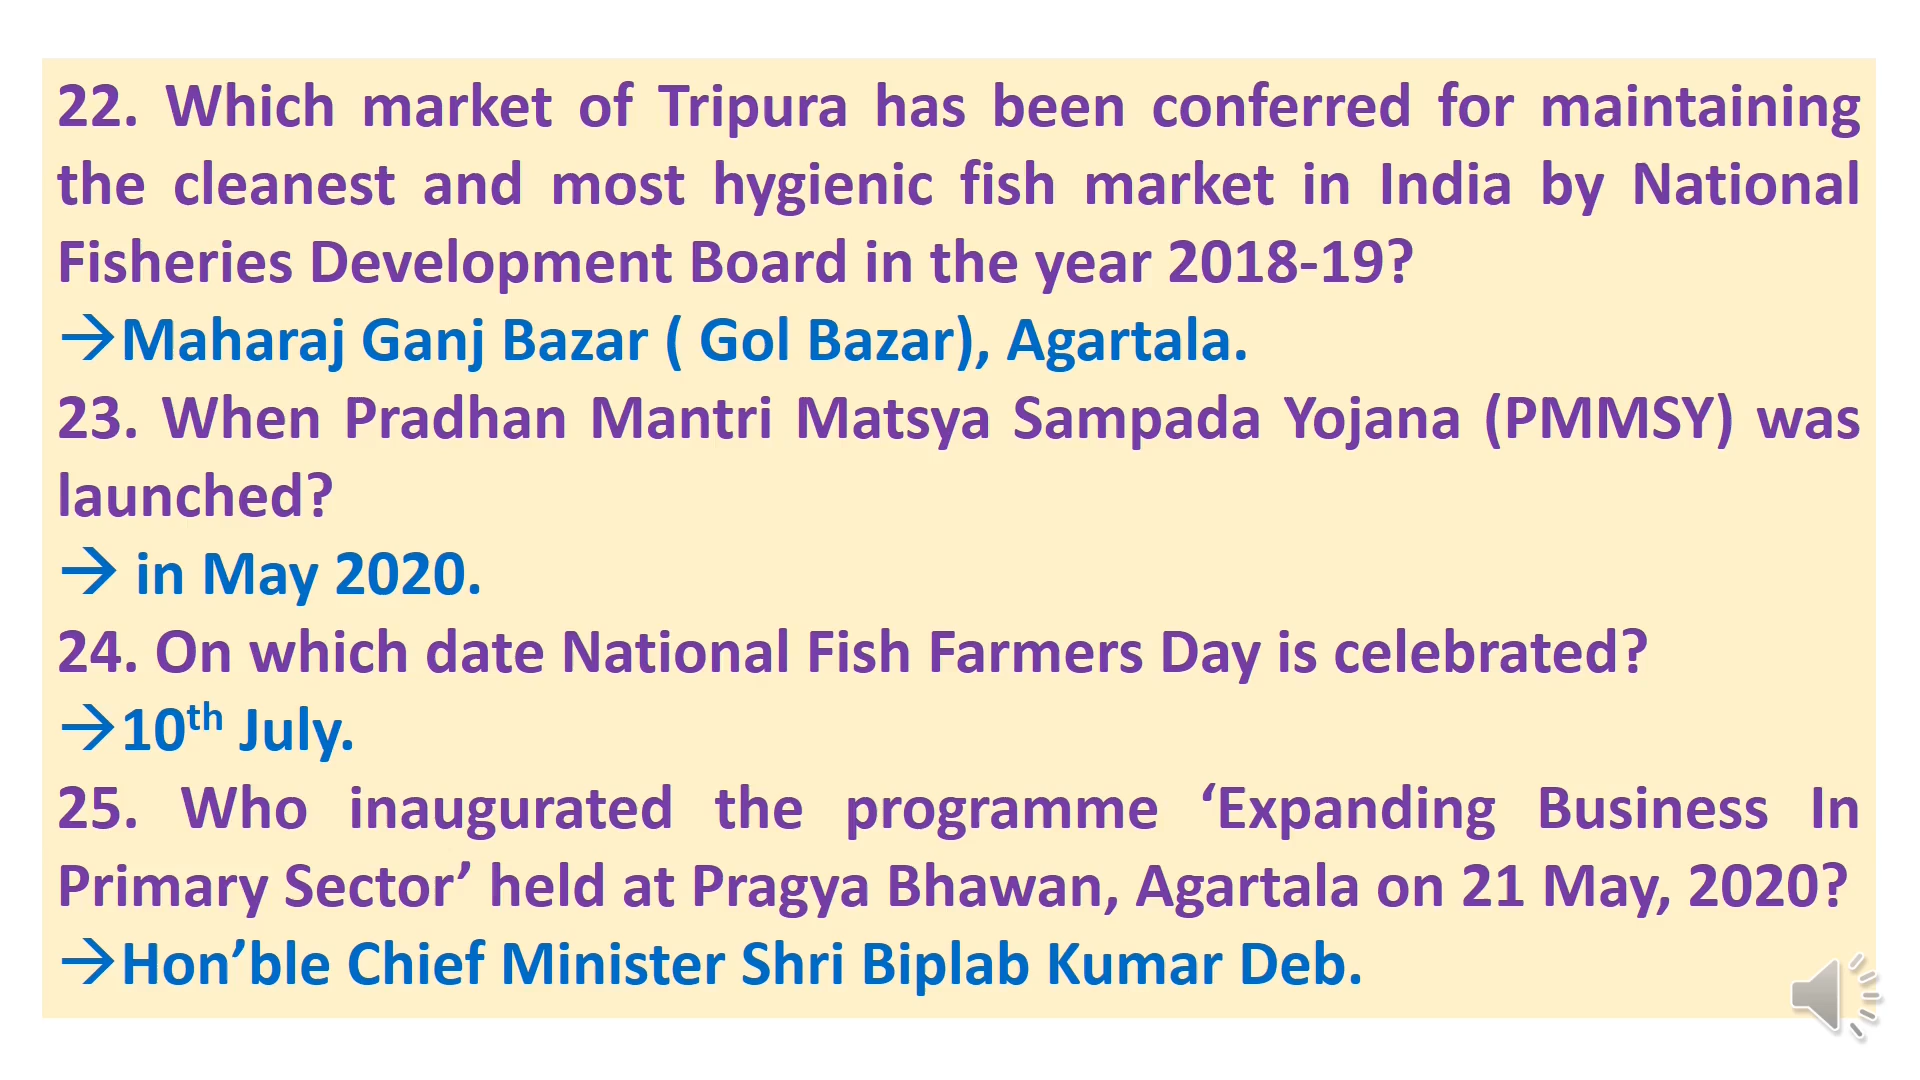 22. Which market of Tripura has been conferred for maintaining
the cleanest and most hygienic fish market in India by National
Fisheries Development Board in the year 2018-19?
→Maharaj Ganj Bazar ( Gol Bazar), Agartala.
23. When Pradhan Mantri Matsya Sampada Yojana (PMMSY) was
launched?
→ in May 2020.
24. On which date National Fish Farmers Day is celebrated?
→10th July.
25. Who inaugurated the programme ‘Expanding Business In
Primary Sector’ held at Pragya Bhawan, Agartala on 21 May, 2020?
→Hon’ble Chief Minister Shri Biplab Kumar Deb.